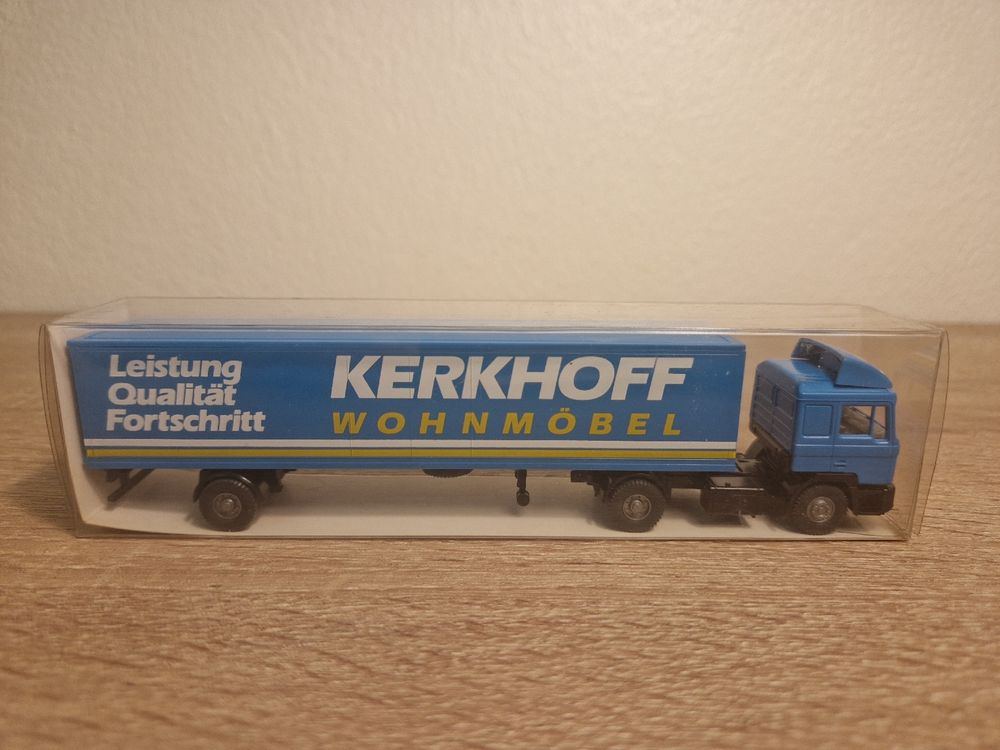 Leistung
Qualität
Fortschritt
KERKHOFF
WOHNMÖBEL